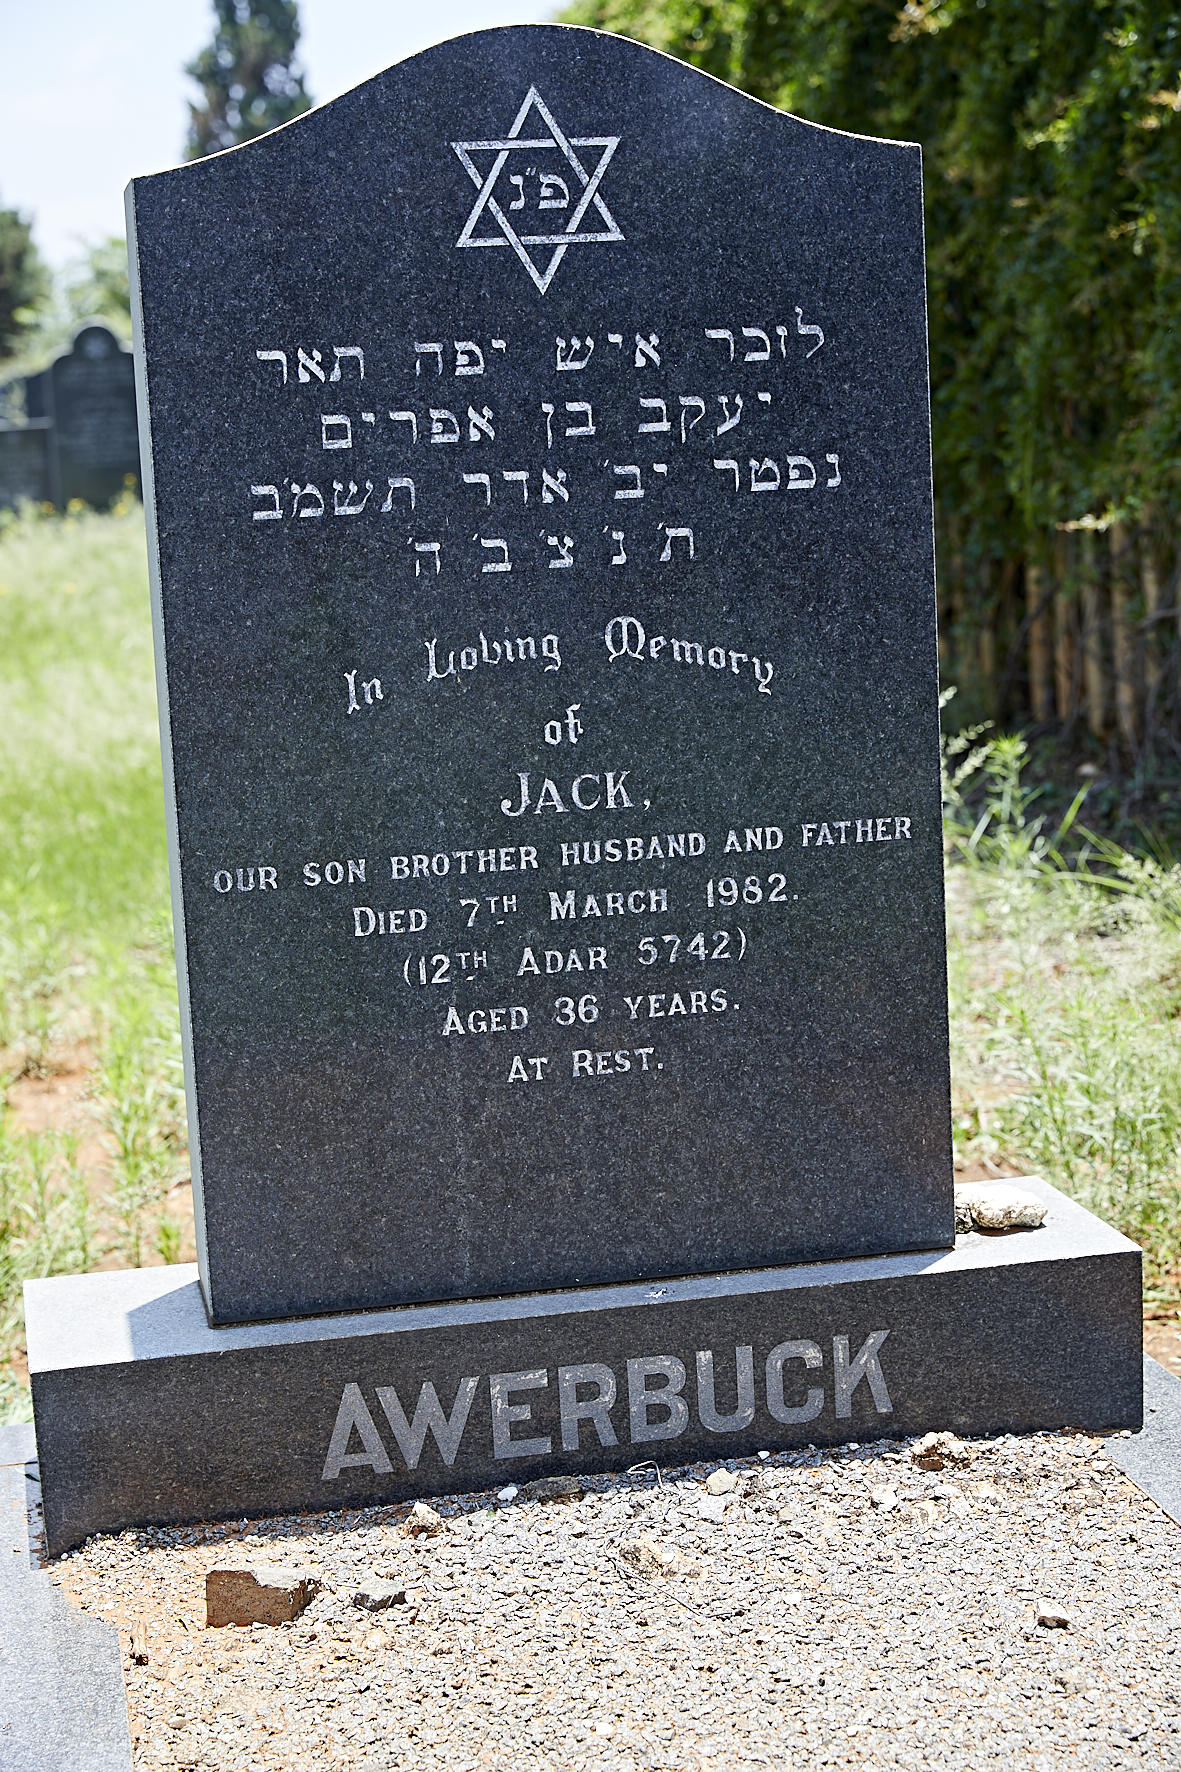 פ״נ
לזכר איש יפה תאר
יעקב בן אפרים
נפטר יב׳ אדר תשמ׳ב
ת׳ נ׳ צ׳ ב׳ ה׳
In Loving Memory
of
JACK,
OUR SON BROTHER HUSBAND AND FATHER
DIED 7TH MARCH 1982.
(12TH ADAR 5742)
AGED 36 YEARS.
AT REST.
AWERBUCK